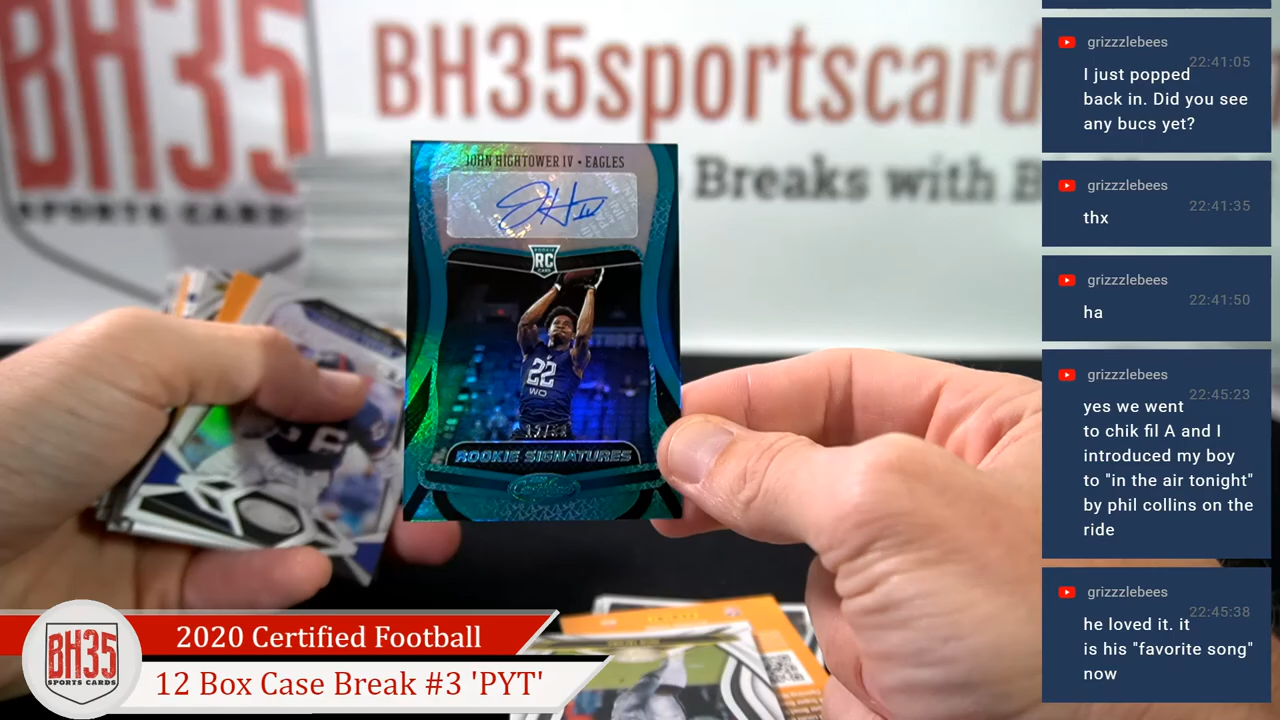 BH35
SPORTS CARDS
BH35sportscard
Breaks with B
JOHN HIGHTOWER IV • EAGLES
ROOKIE
RC
CARD
22
WO
ROOKIE SIGNATURES
Certified
BH35
SPORTS CARDS
2020 Certified Football
12 Box Case Break #3 'PYT'
grizzzlebees
22:41:05
I just popped
back in. Did you see
any bucs yet?
grizzzlebees
22:41:35
thx
grizzzlebees
22:41:50
ha
grizzzlebees
22:45:23
yes we went
to chik fil A and I
introduced my boy
to "in the air tonight"
by phil collins on the
ride
grizzzlebees
22:45:38
he loved it. it
is his "favorite song"
now